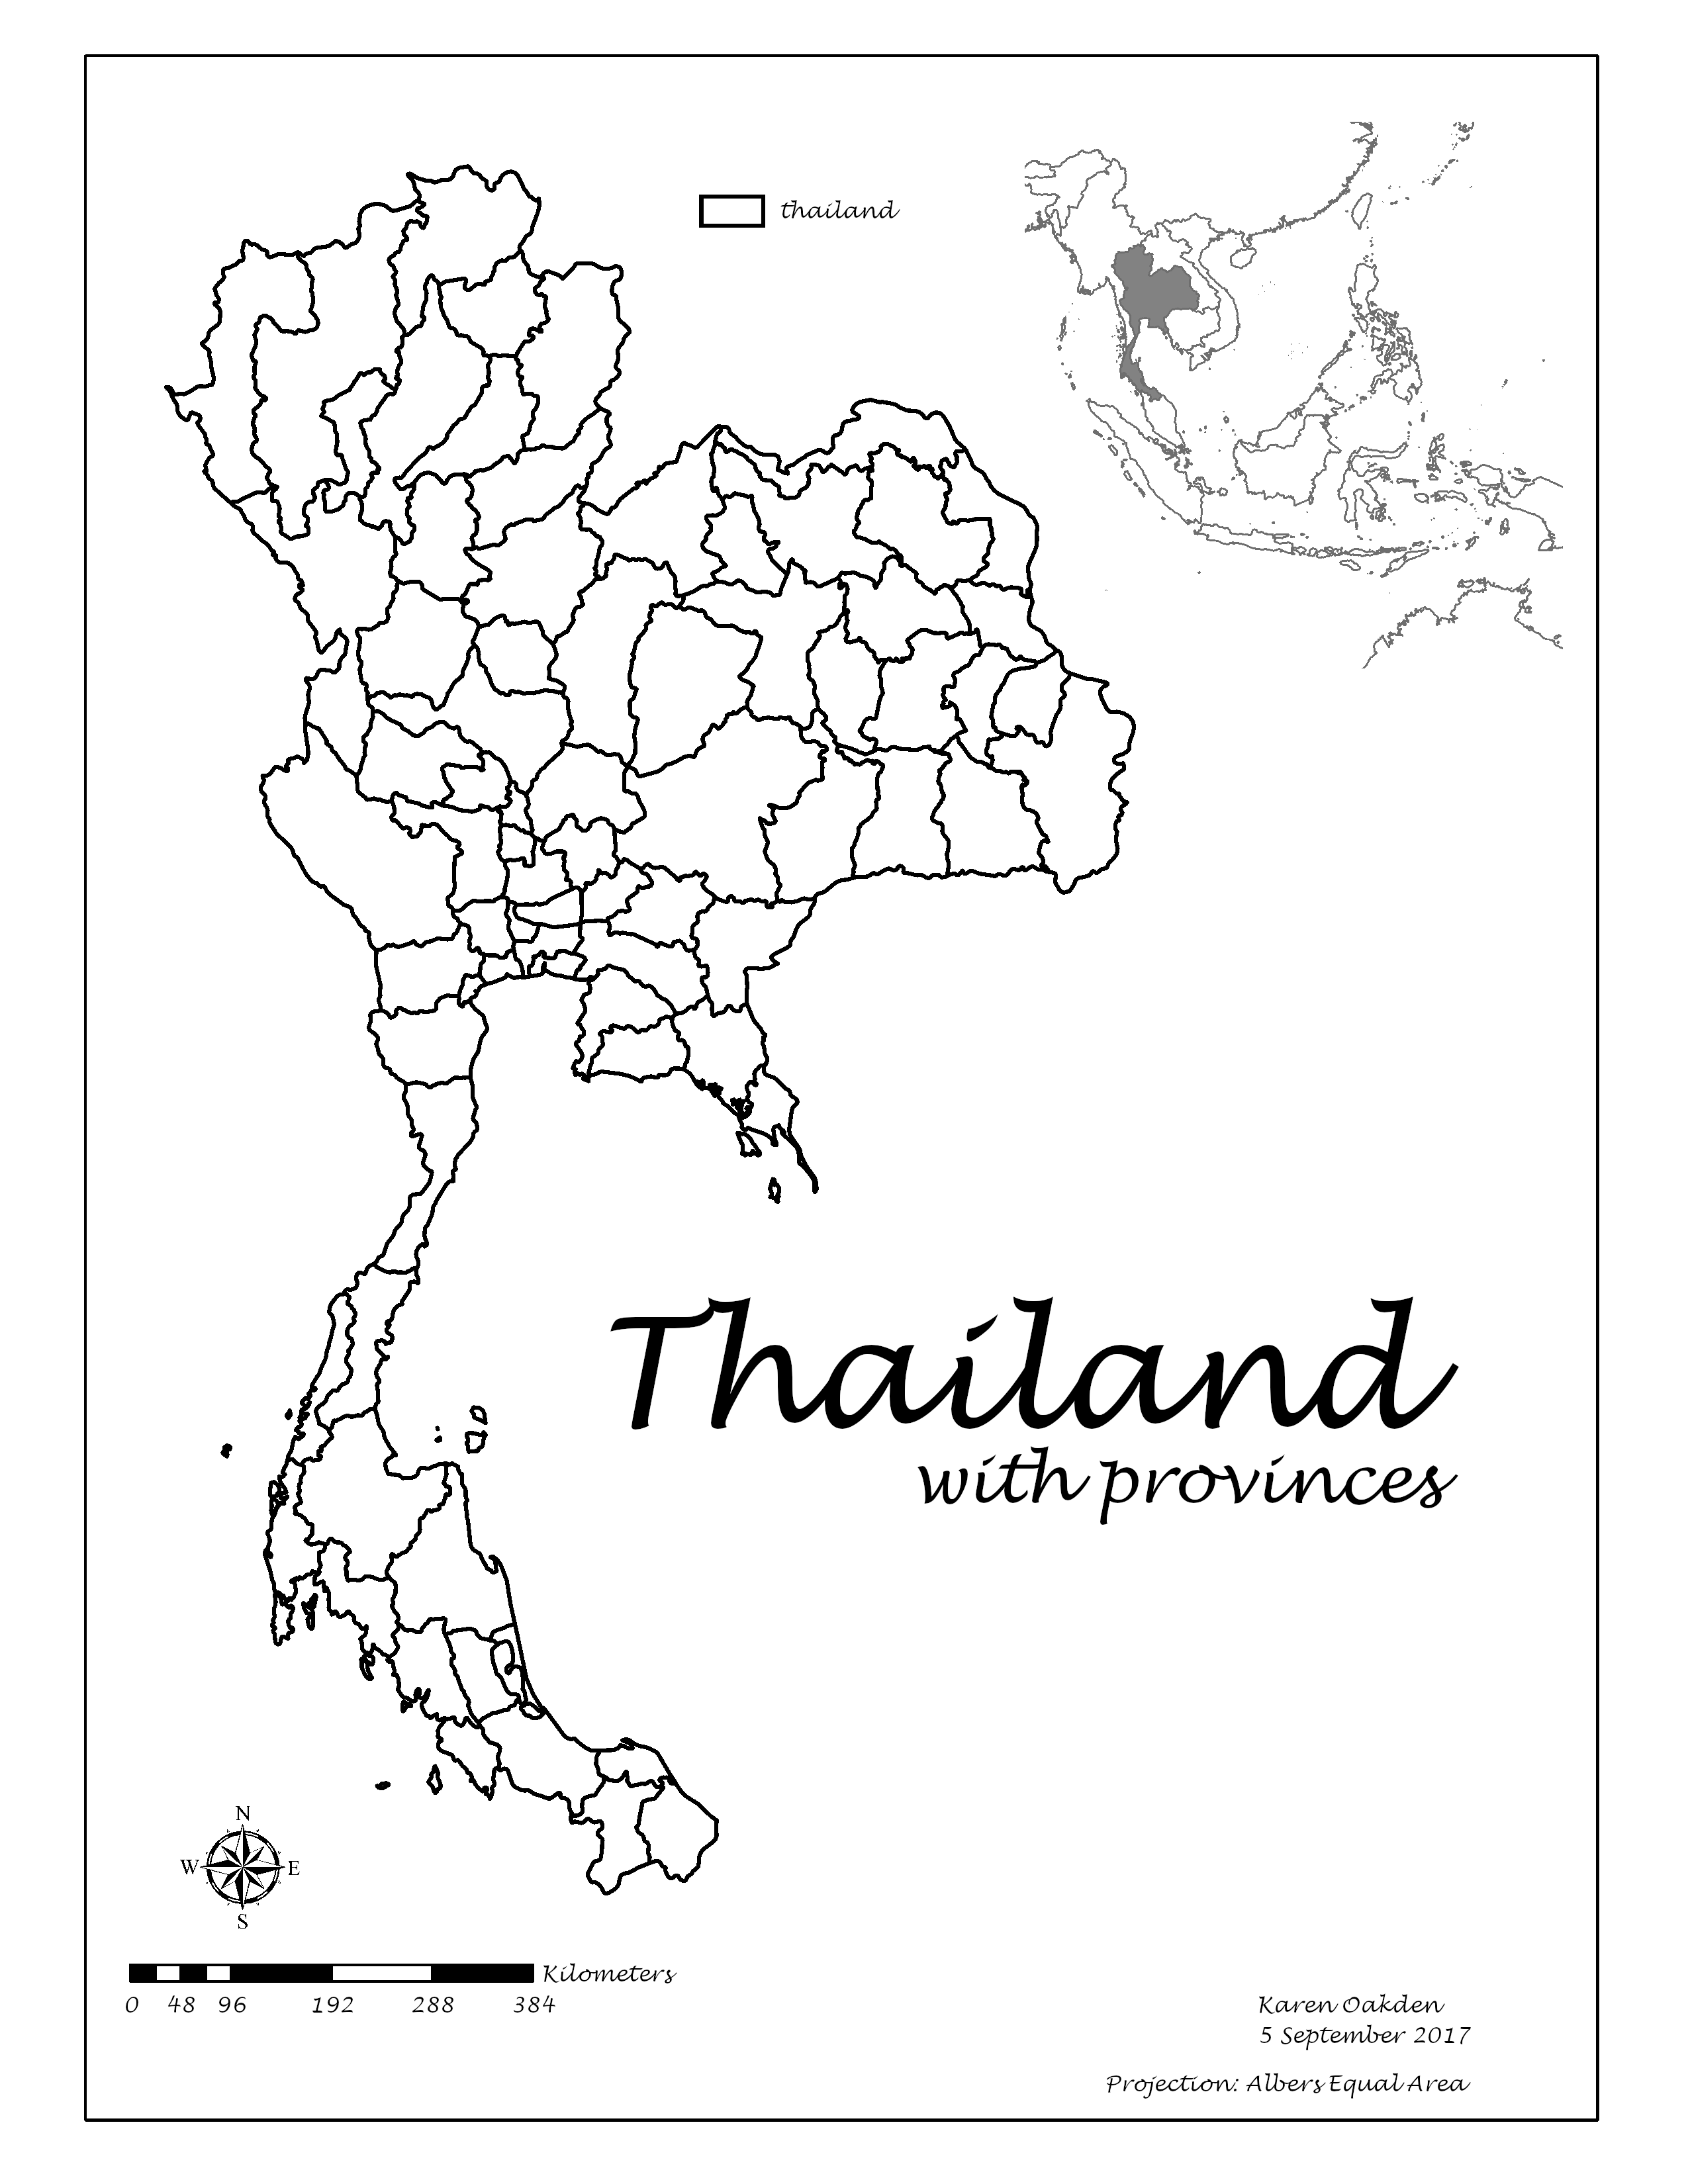 thailand
Thailand
with provinces
N
W E
S
Kilometers
0 48 96 192 288 384
Karen Oakden
5 September 2017
Projection: Albers Equal Area